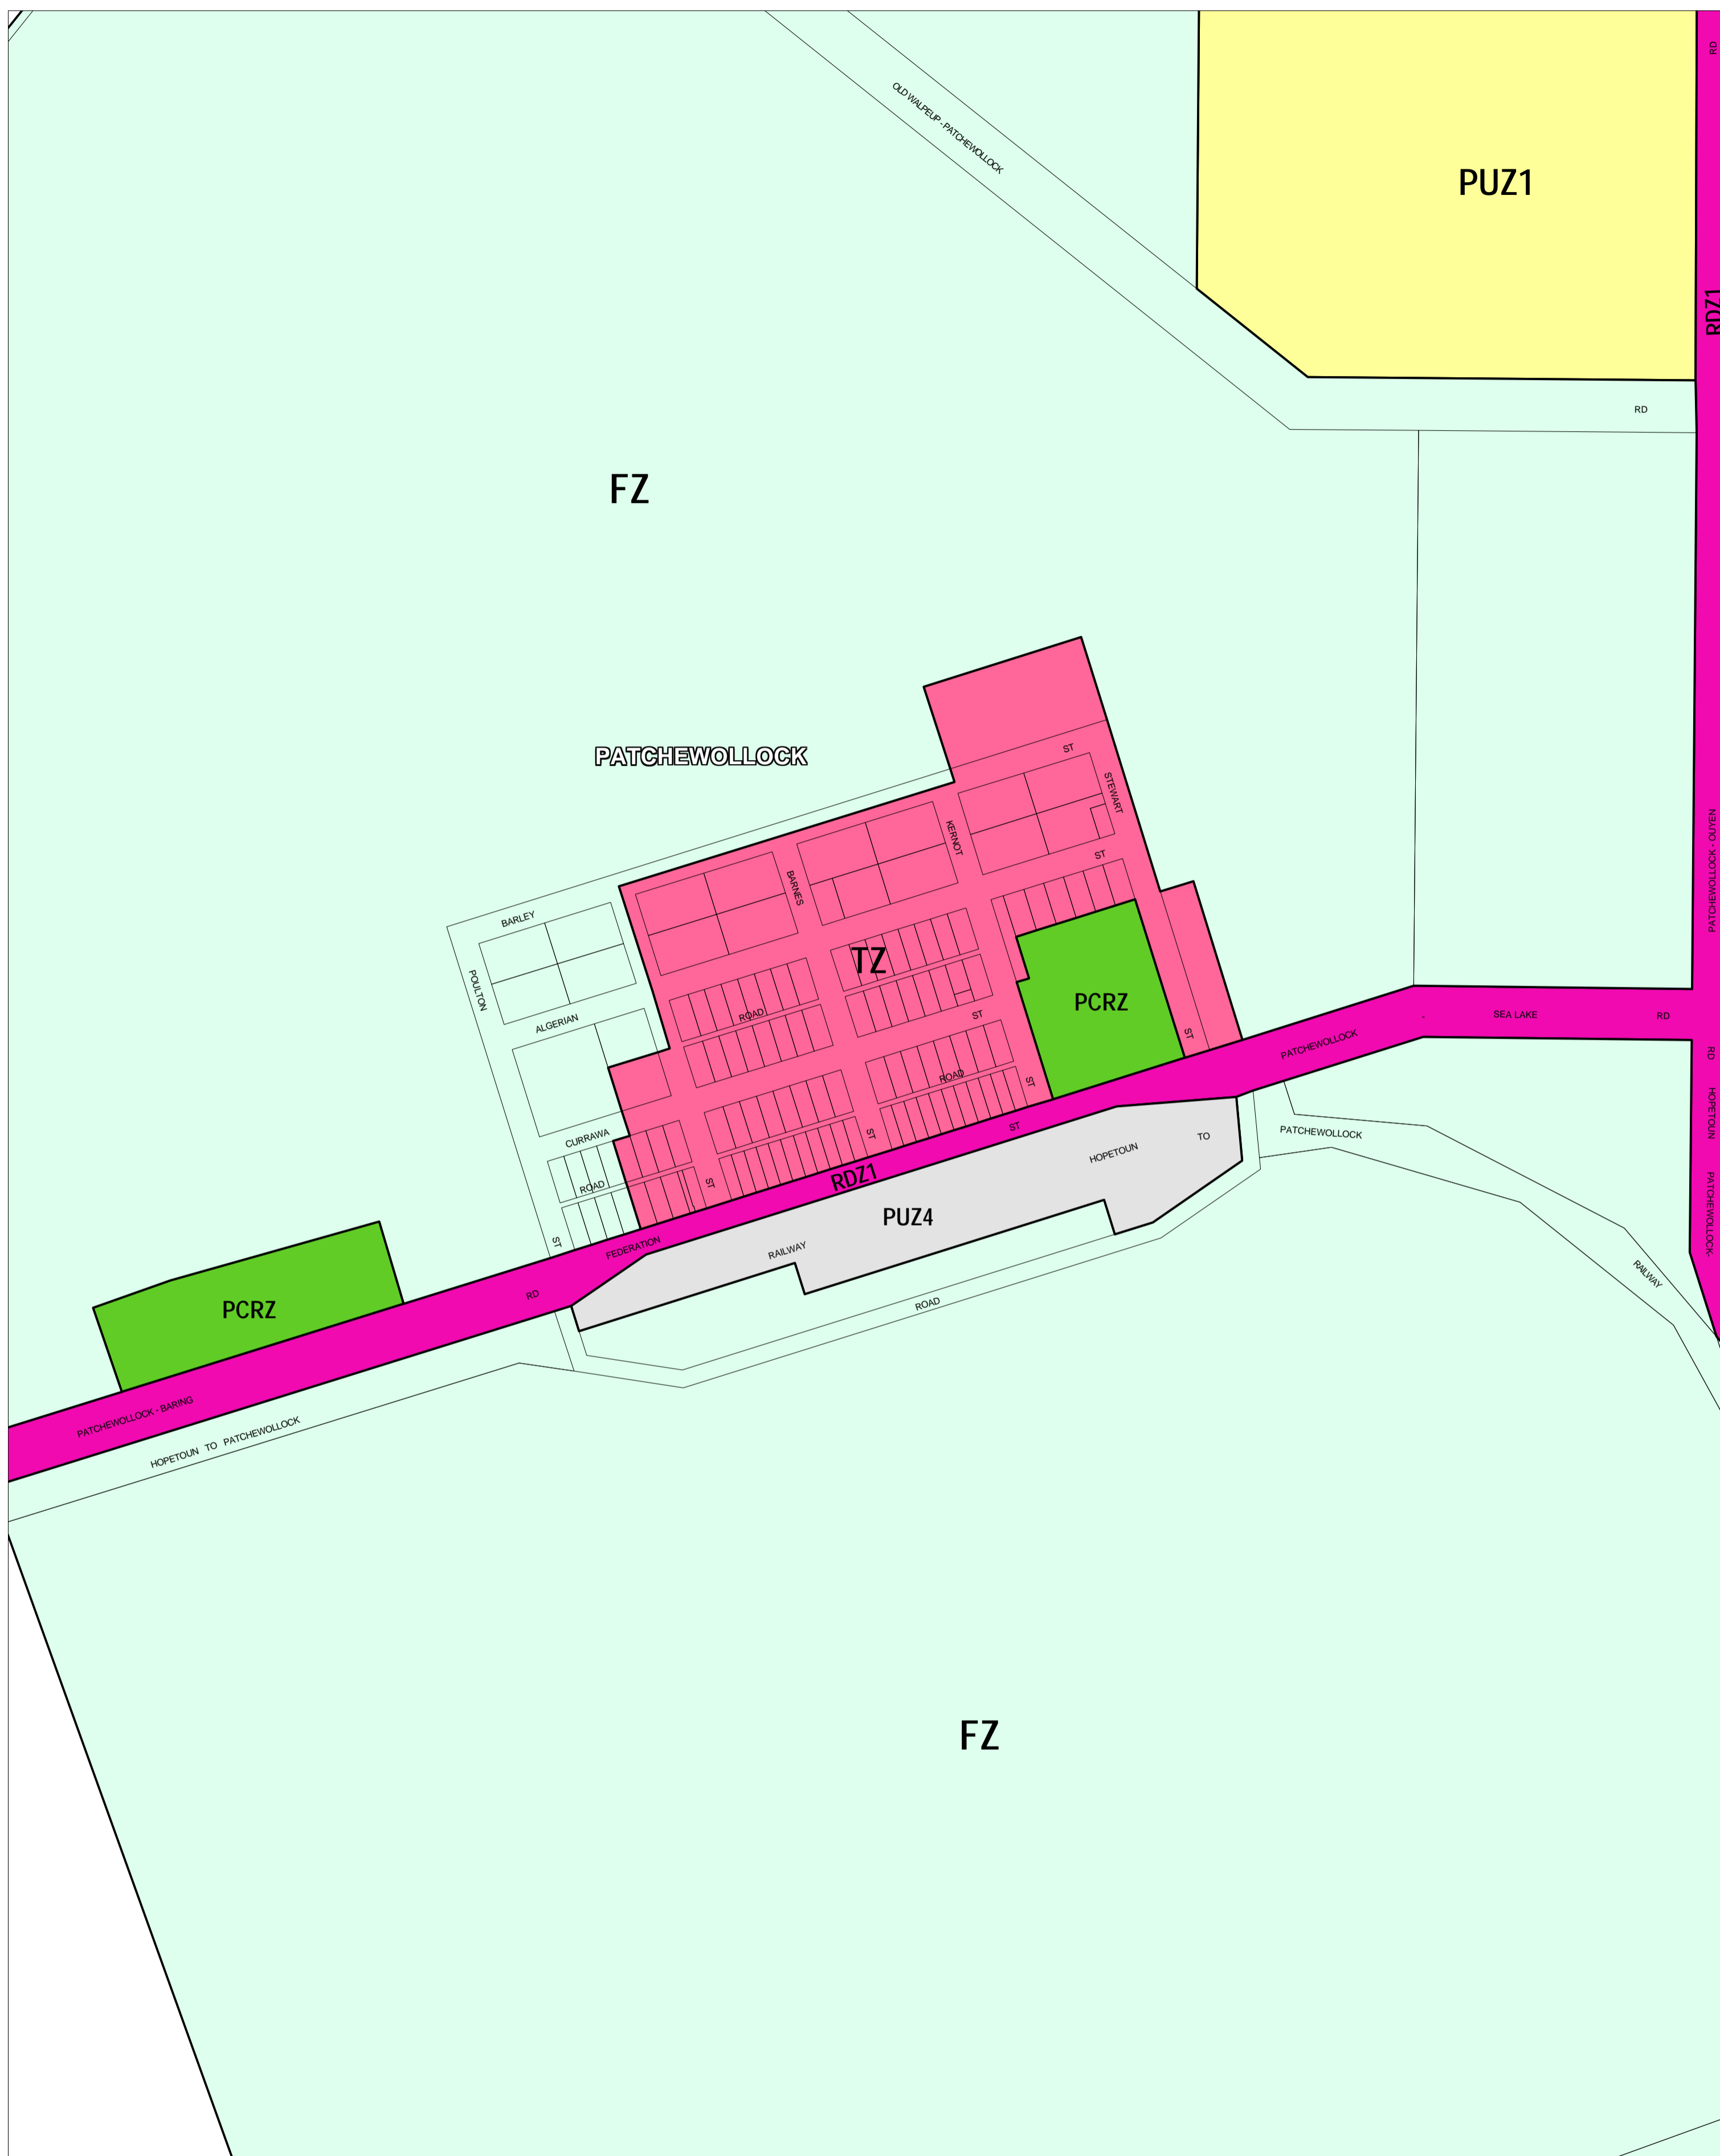 RD
OLD WALPEUP - PATCHEWOLLOCK
PUZ1
RDZ1
RD
FZ
PATCHEWOLLOCK
ST
STEWART
KERNOT
ST
BARNES
PATCHEWOLLOCK - OUYEN
BARLEY
TZ
POULTON
PCRZ
ROAD
ST
ALGERIAN
ST
PATCHEWOLLOCK
-
SEA LAKE
RD
RD
ROAD
ST
HOPETOUN
CURRAWA
ST
ST
TO
PATCHEWOLLOCK
HOPETOUN
RDZ1
ST
ROAD
PUZ4
PATCHEWOLLOCK-
ST
FEDERATION
RAILWAY
RAILWAY
RD
ROAD
PCRZ
PATCHEWOLLOCK - BARING
HOPETOUN TO PATCHEWOLLOCK
FZ